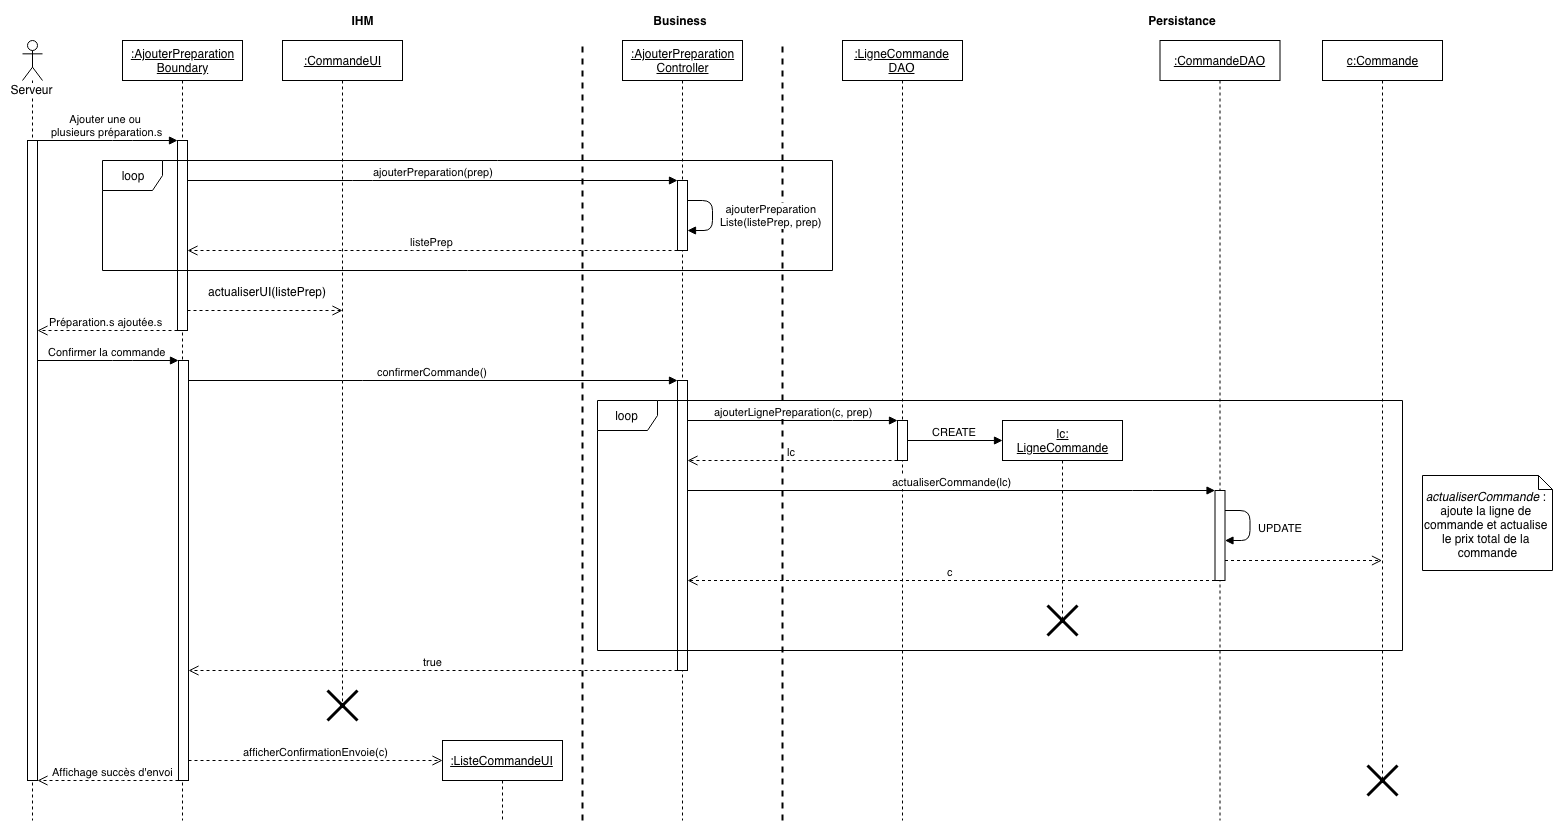 IHM
Business
Persistance
Serveur
:AjouterPreparation
Boundary
:CommandeUI
:AjouterPreparation
Controller
:LigneCommande
DAO
:CommandeDAO
c:Commande
Ajouter une ou
plusieurs préparation.s
loop
ajouterPreparation(prep)
ajouterPreparation
Liste(listePrep, prep)
listePrep
actualiserUI(listePrep)
Préparation.s ajoutée.s
Confirmer la commande
confirmerCommande()
loop
ajouterLignePreparation(c, prep)
CREATE
lc:
LigneCommande
lc
actualiserCommande(lc)
actualiserCommande :
ajoute la ligne de
commande et actualise
le prix total de la
commande
UPDATE
c
true
afficherConfirmationEnvoie(c)
:ListeCommandeUI
Affichage succès d'envoi